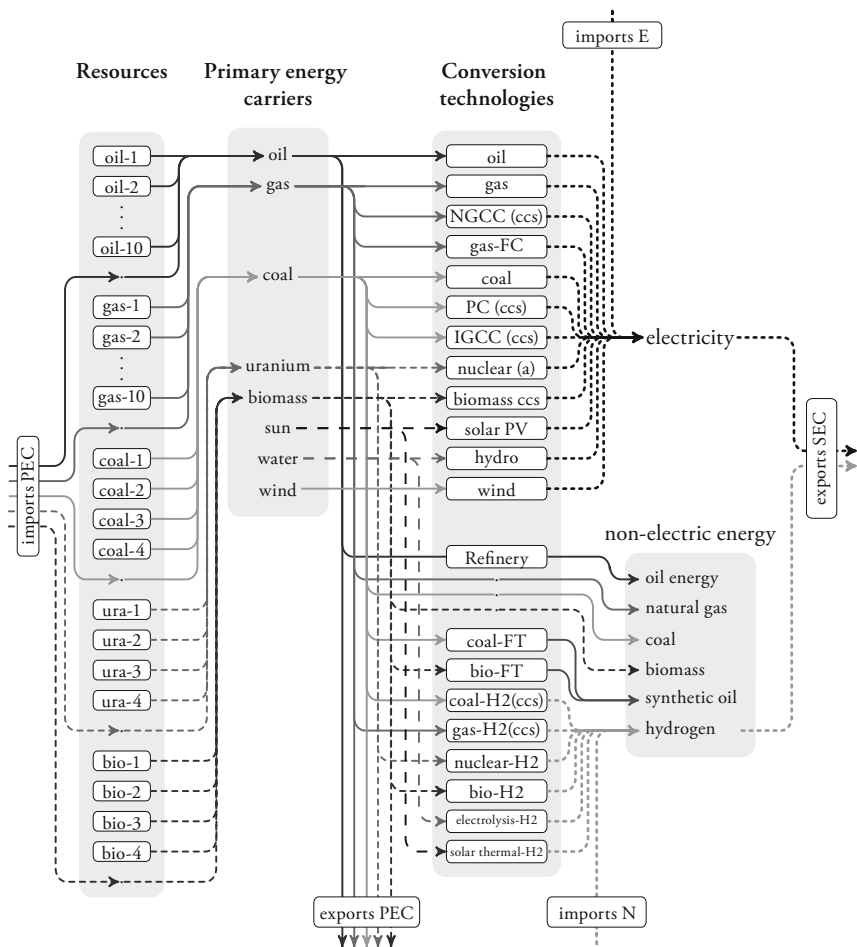 imports E
Resources
Primary energy
carriers
Conversion
technologies
oil-1
oil-2
oil-10
gas-1
gas-2
gas-10
coal-1
coal-2
coal-3
coal-4
ura-1
ura-2
ura-3
ura-4
bio-1
bio-2
bio-3
bio-4
imports PEC
oil
gas
coal
uranium
biomass
sun
water
wind
oil
gas
NGCC (ccs)
gas-FC
coal
PC (ccs)
IGCC (ccs)
nuclear (a)
biomass ccs
solar PV
hydro
wind
Refinery
coal-FT
bio-FT
coal-H2(ccs)
gas-H2(ccs)
nuclear-H2
bio-H2
electrolysis-H2
solar thermal-H2
electricity
exports SEC
non-electric energy
oil energy
natural gas
coal
biomass
synthetic oil
hydrogen
exports PEC
imports N